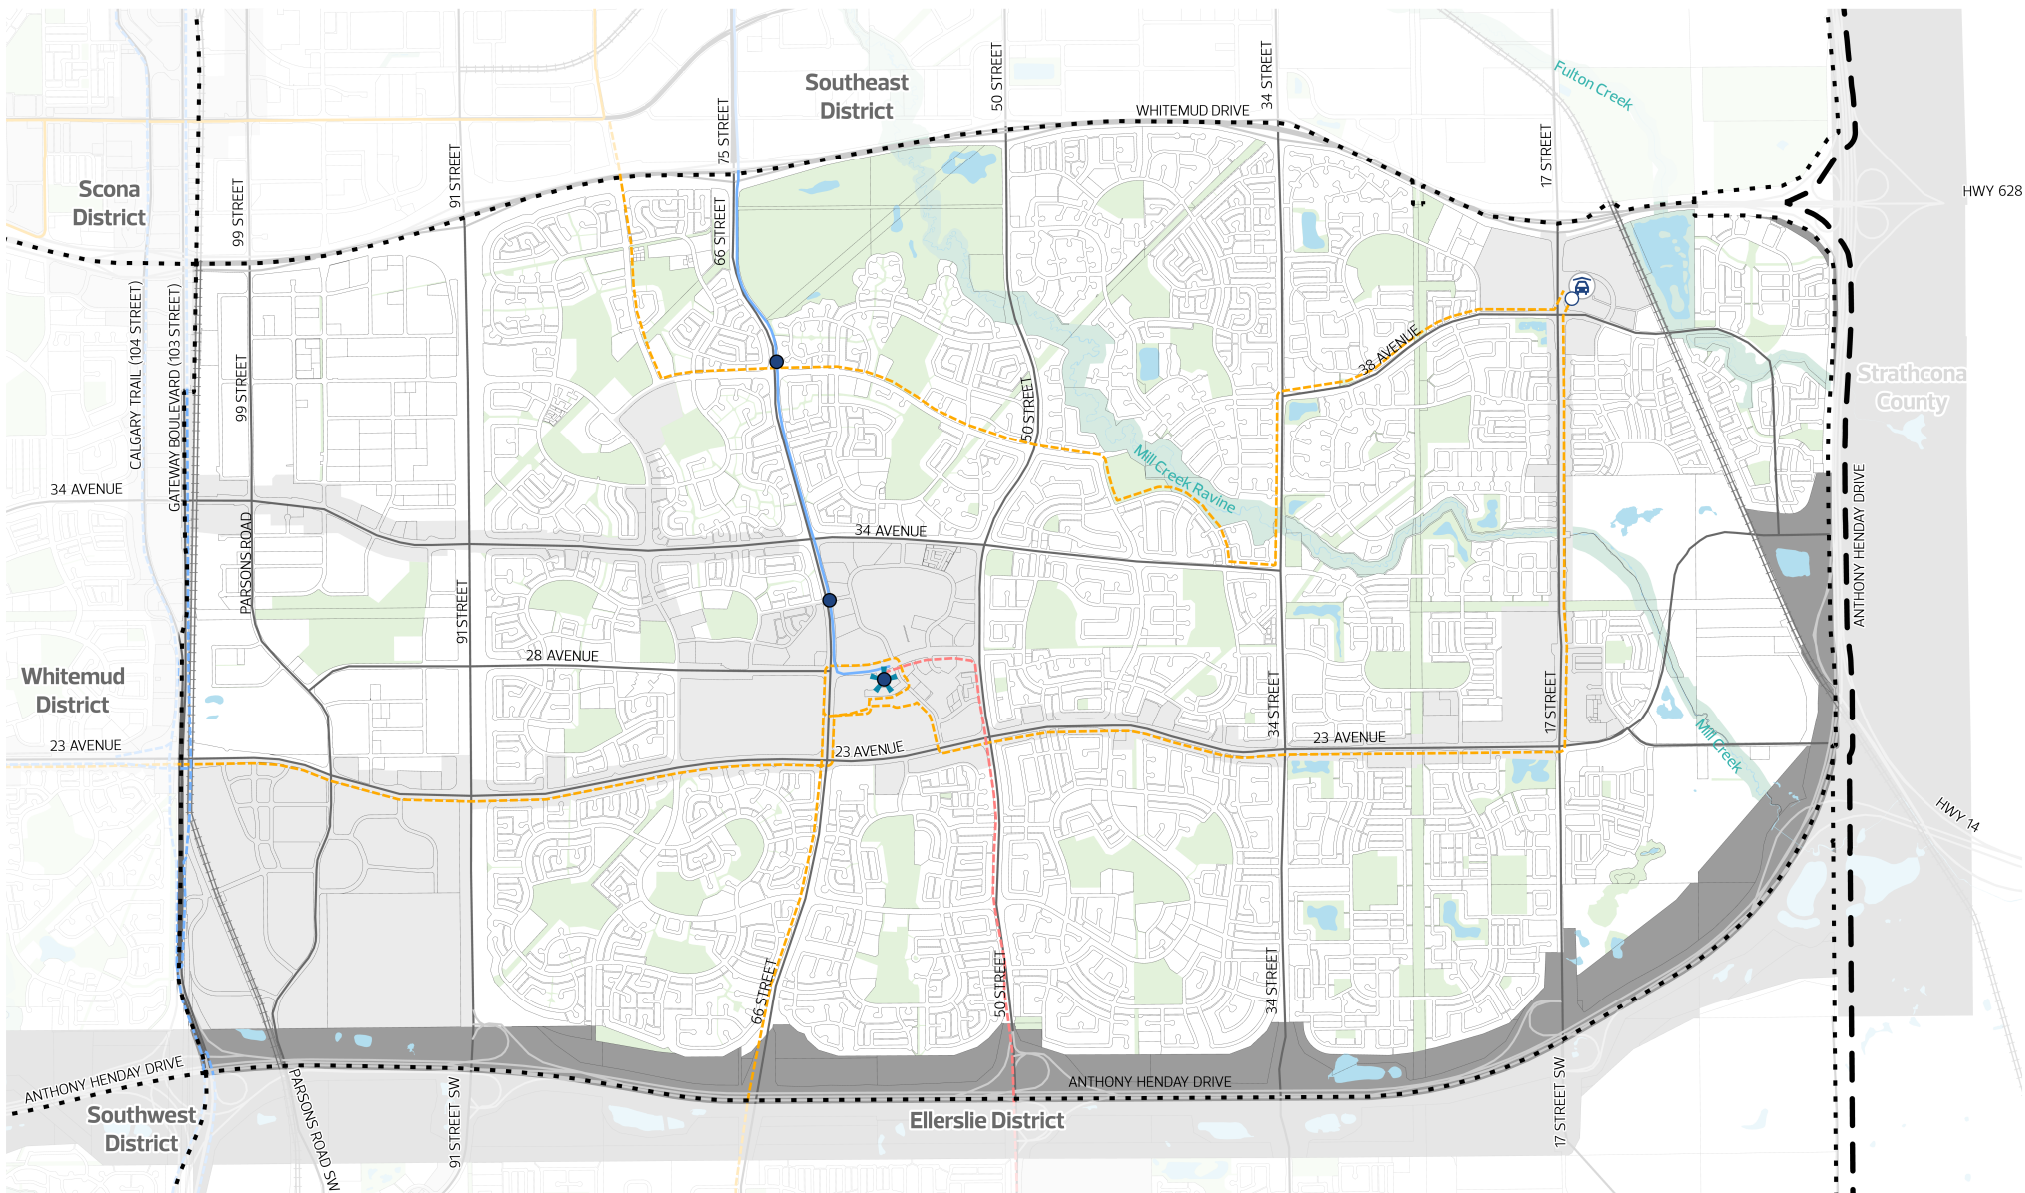 Southeast
District
50 STREET
34 STREET
Fulton Creek
WHITEMUD DRIVE
75 STREET
17 STREET
91 STREET
Scona
District
99 STREET
HWY 628
66 STREET
CALGARY TRAIL (104 STREET)
GATEWAY BOULEVARD (103 STREET)
99 STREET
38 AVENUE
50 STREET
Strathcona
County
Mill Creek Ravine
34 AVENUE
34 AVENUE
PARSONS ROAD
ANTHONY HENDAY DRIVE
91 STREET
28 AVENUE
Whitemud
District
34 STREET
17 STREET
23 AVENUE
23 AVENUE
23 AVENUE
Mill Creek
HWY 14
66 STREET
50 STREET
34 STREET
ANTHONY HENDAY DRIVE
ANTHONY HENDAY DRIVE
Southwest
District
PARSONS ROAD SW
91 STREET SW
Ellerslie District
17 STREET SW